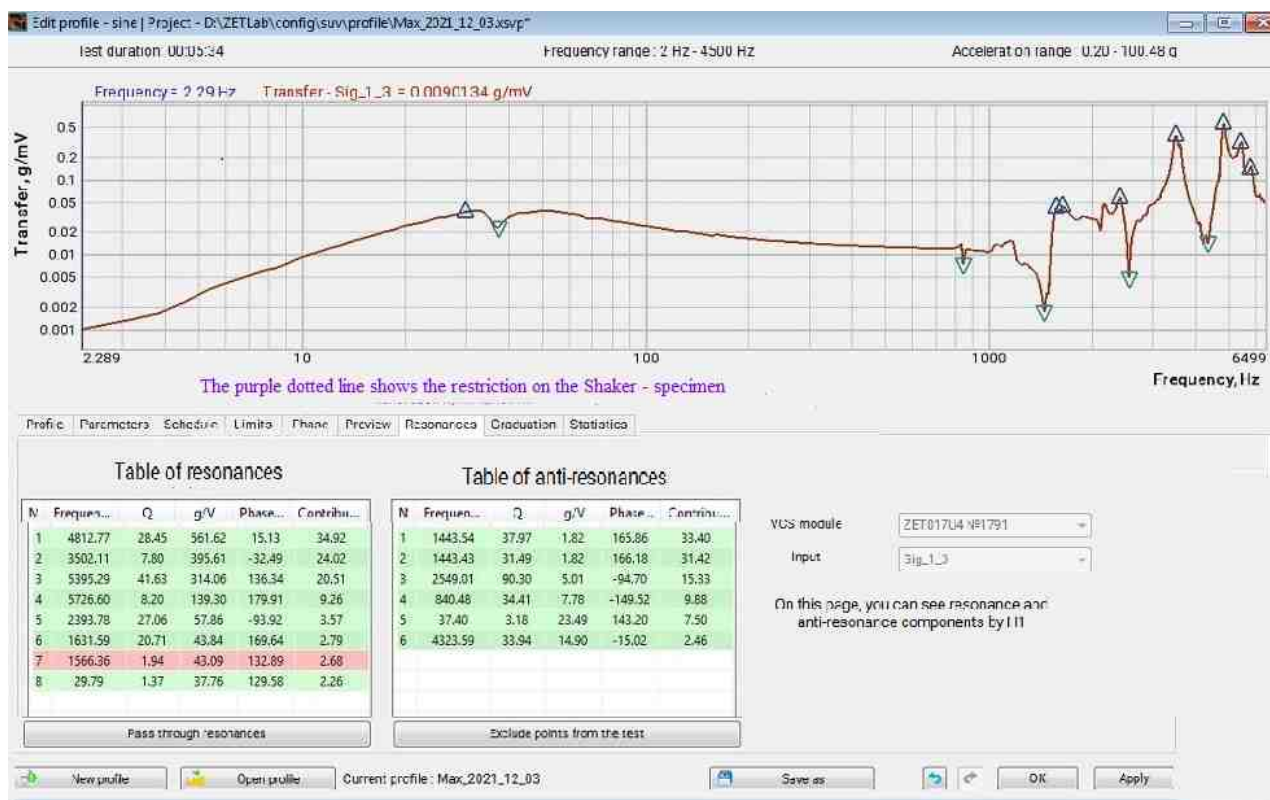 Edit profile - sine | Project - D:\ZETLab\config\suv\profile\Max_2021_12_03.xsvp*
Test duration: 00:05:34 Frequency range : 2 Hz - 4500 Hz Acceleration range : 0.20 - 100.48 g
Frequency = 2.29 Hz Transfer - Sig_1_3 = 0.0090134 g/mV
Transfer, g/mV
0.5
0.2
0.1
0.05
0.02
0.01
0.005
0.002
0.001
2.289 10 100 1000 6499
Frequency, Hz
The purple dotted line shows the restriction on the Shaker - specimen
Profile Parameters Schedule Limits Phase Preview Resonances Graduation Statistics
Table of resonances
N Frequen... Q g/V Phase... Contribu...
1 4812.77 28.45 561.62 15.13 34.92
2 3502.11 7.80 395.61 -32.49 24.02
3 5395.29 41.63 314.06 136.34 20.51
4 5726.60 8.20 139.30 179.91 9.26
5 2393.78 27.06 57.86 -93.92 3.57
6 1631.59 20.71 43.84 169.64 2.79
7 1566.36 1.94 43.09 132.89 2.68
8 29.79 1.37 37.76 129.58 2.26
Pass through resonances
Table of anti-resonances
N Frequen... Q g/V Phase... Contribu...
1 1443.54 37.97 1.82 165.86 33.40
2 1443.43 31.49 1.82 166.18 31.42
3 2549.01 90.30 5.01 -94.70 15.33
4 840.48 34.41 7.78 -149.52 9.88
5 37.40 3.18 23.49 143.20 7.50
6 4323.59 33.94 14.90 -15.02 2.46
Exclude points from the test
VCS module ZET017U4 №1791
Input Sig_1_3
On this page, you can see resonance and
anti-resonance components by H1
New profile Open profile Current profile : Max_2021_12_03 Save as OK Apply